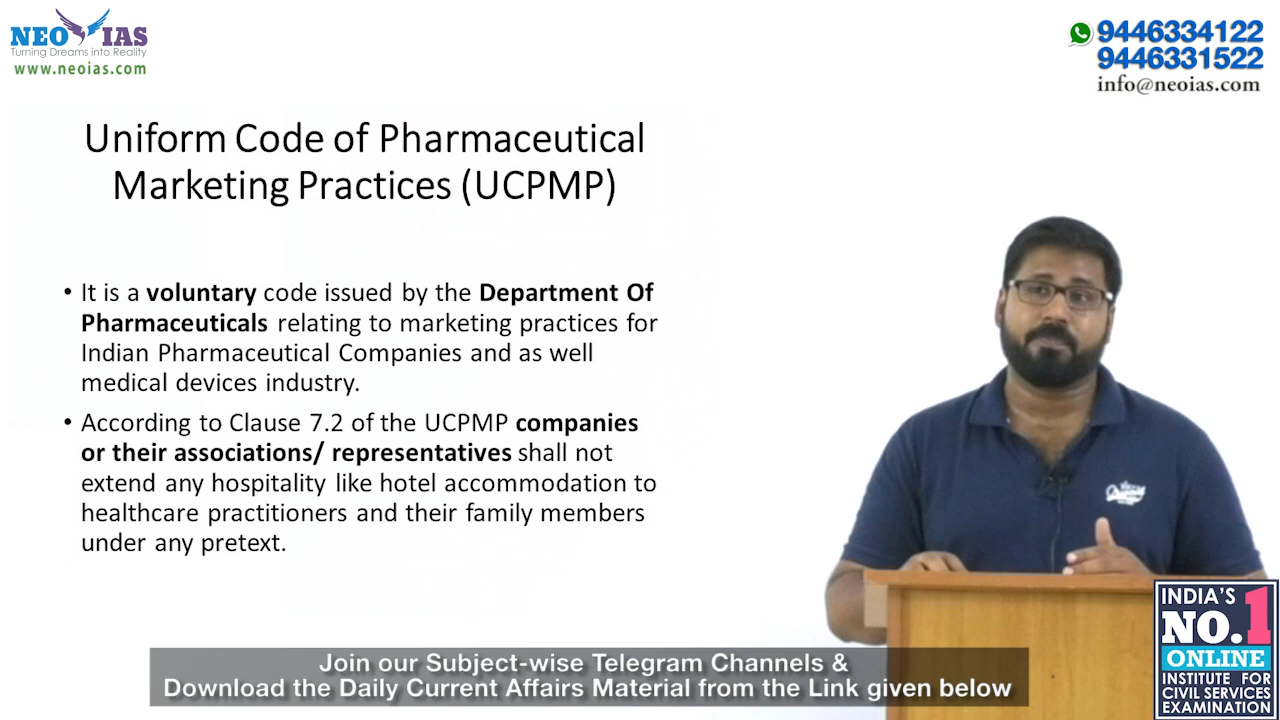 NEO IAS
Turning Dreams into Reality
www.neoias.com
9446334122
9446331522
info@neoias.com
Uniform Code of Pharmaceutical
Marketing Practices (UCPMP)
• It is a voluntary code issued by the Department Of
Pharmaceuticals relating to marketing practices for
Indian Pharmaceutical Companies and as well
medical devices industry.
• According to Clause 7.2 of the UCPMP companies
or their associations/ representatives shall not
extend any hospitality like hotel accommodation to
healthcare practitioners and their family members
under any pretext.
Join our Subject-wise Telegram Channels &
Download the Daily Current Affairs Material from the Link given below
INDIA'S
NO.1
ONLINE
INSTITUTE FOR
CIVIL SERVICES
EXAMINATION